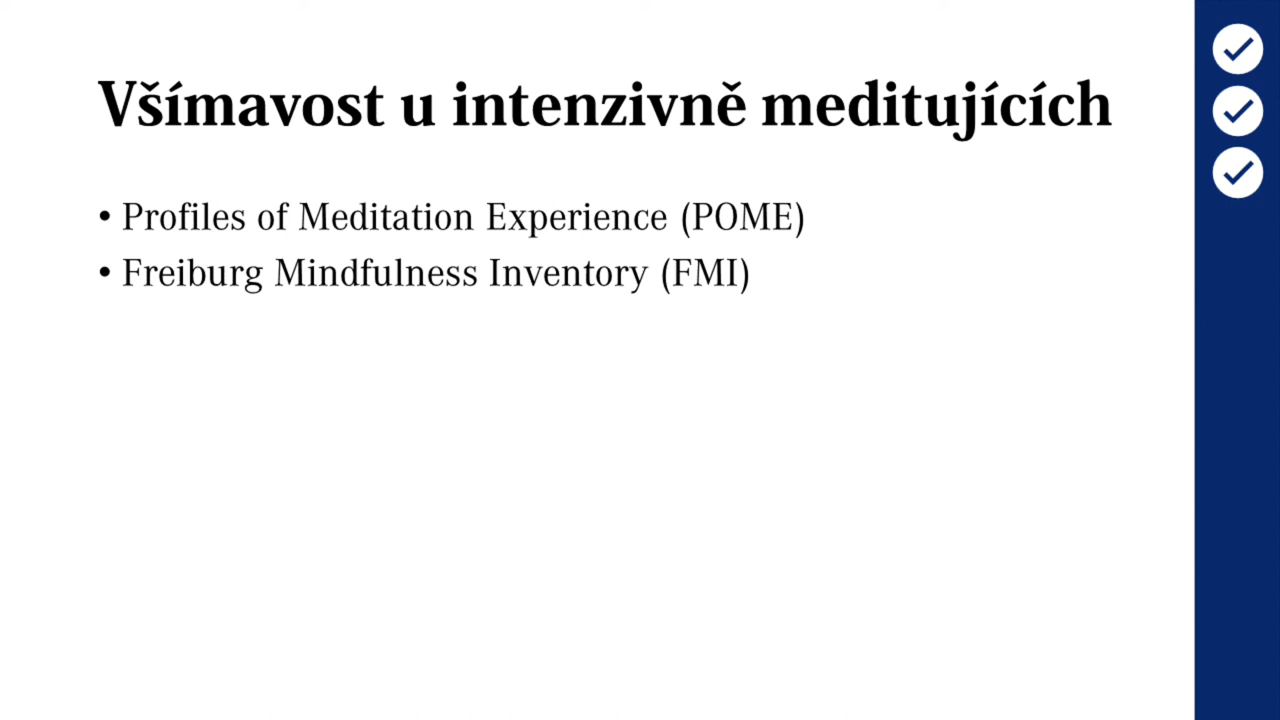 Všímavost u intenzivně meditujících
• Profiles of Meditation Experience (POME)
• Freiburg Mindfulness Inventory (FMI)